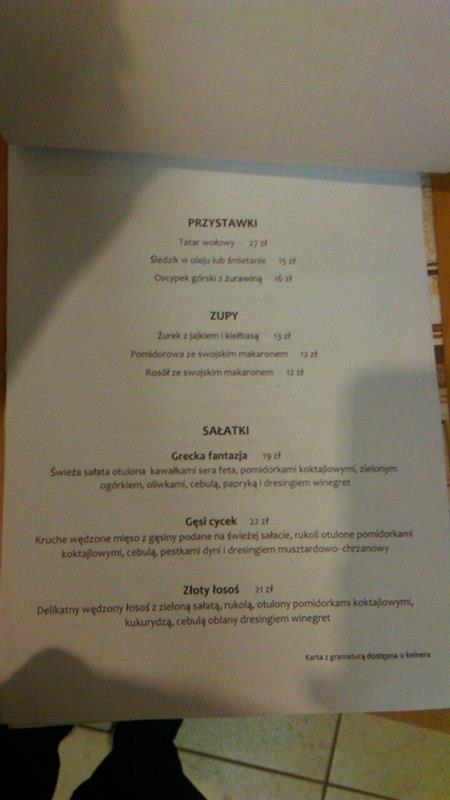 PRZYSTAWKI
Tatar wołowy 27 zł
Śledzik w oleju lub śmietanie 15 zł
Oscypek górski z żurawiną 16 zł
ZUPY
Żurek z jajkiem i kiełbasą 13 zł
Pomidorowa ze swojskim makaronem 12 zł
Rosół ze swojskim makaronem 12 zł
SAŁATKI
Grecka fantazja 19 zł
Świeża sałata otulona kawałkami sera feta, pomidorkami koktajlowymi, zielonym
ogórkiem, oliwkami, cebulą, papryką i dresingiem winegret
Gęsi cycek 22 zł
Kruche wędzone mięso z gęsiny podane na świeżej sałacie, rukoli otulone pomidorkami
koktajlowymi, cebulą, pestkami dyni i dresingiem musztardowo- chrzanowy
Złoty łosoś 21 zł
Delikatny wędzony łosoś z zieloną sałatą, rukolą, otulony pomidorkami koktajlowymi,
kukurydzą, cebulą oblany dresingiem winegret
Karta z gramaturą dostępna u kelnera